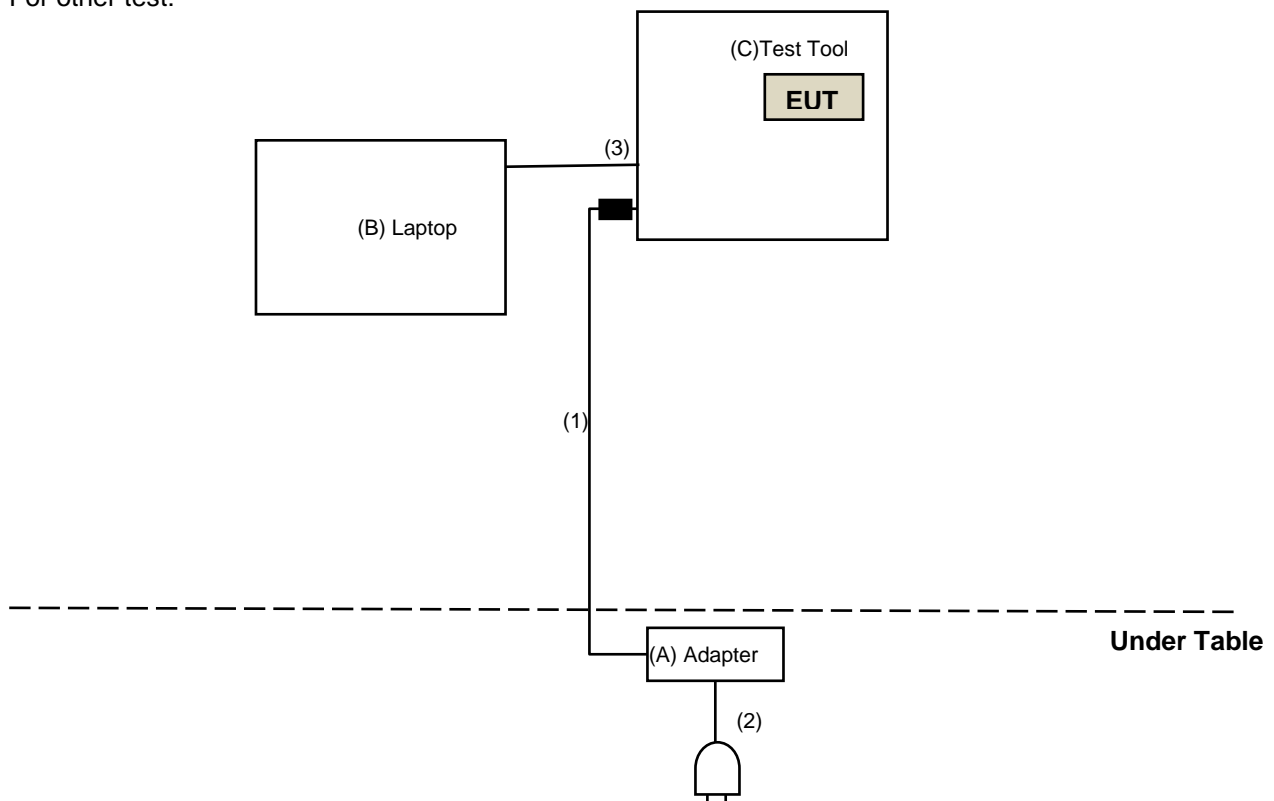 For other test:
(C)Test Tool
EUT
(3)
(B) Laptop
(1)
Under Table
(A) Adapter
(2)